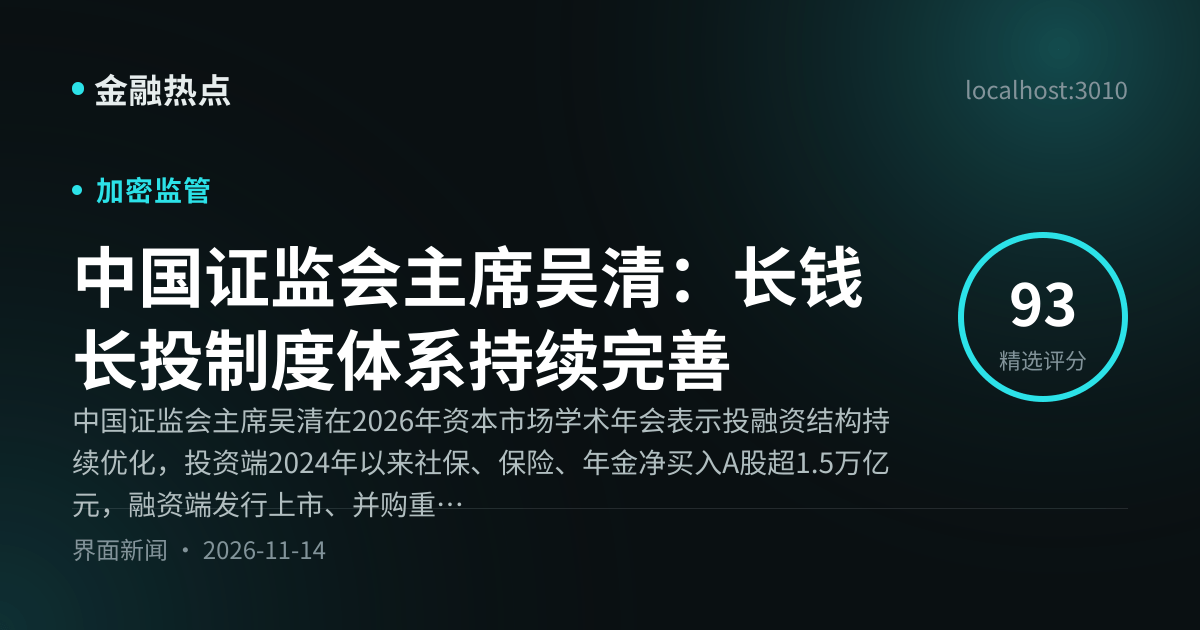 金融热点
localhost:3010
加密监管
中国证监会主席吴清：长钱
长投制度体系持续完善
93
精选评分
中国证监会主席吴清在2026年资本市场学术年会表示投融资结构持
续优化，投资端2024年以来社保、保险、年金净买入A股超1.5万亿
元，融资端发行上市、并购重…
界面新闻 · 2026-11-14